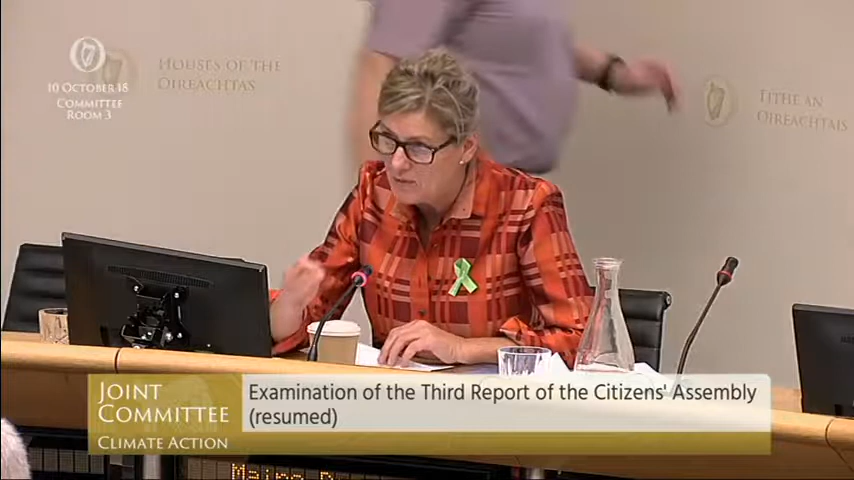 HOUSES OF THE
OIREACHTAS
10 OCTOBER 18
COMMITTEE
ROOM 3
TITHE AN
OIREACHTAIS
JOINT
COMMITTEE
CLIMATE ACTION
Examination of the Third Report of the Citizens' Assembly
(resumed)